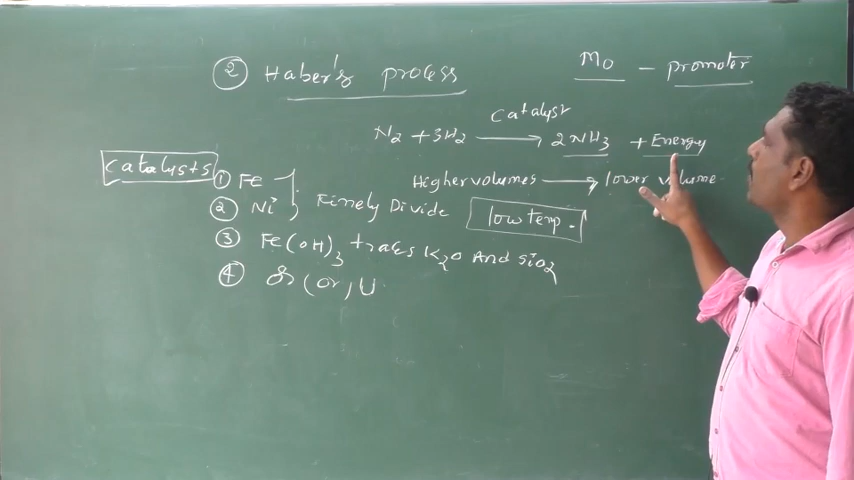 ② Haber's process
Mo - promoter
catalyst
N2 + 3H2 → 2NH3 + Energy
Catalysts
Higher volumes → lower volume
① Fe
② Ni } Finely Divide
low temp.
③ Fe(OH)3 traces K2O And SiO2
④ (or) U